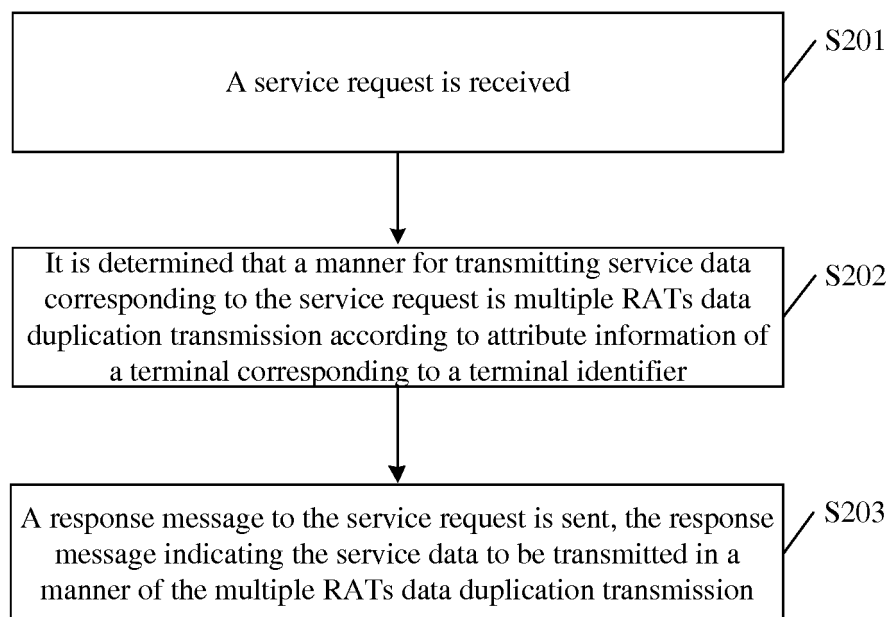 A service request is received
S201
It is determined that a manner for transmitting service data
corresponding to the service request is multiple RATs data
duplication transmission according to attribute information of
a terminal corresponding to a terminal identifier
S202
A response message to the service request is sent, the response
message indicating the service data to be transmitted in a
manner of the multiple RATs data duplication transmission
S203